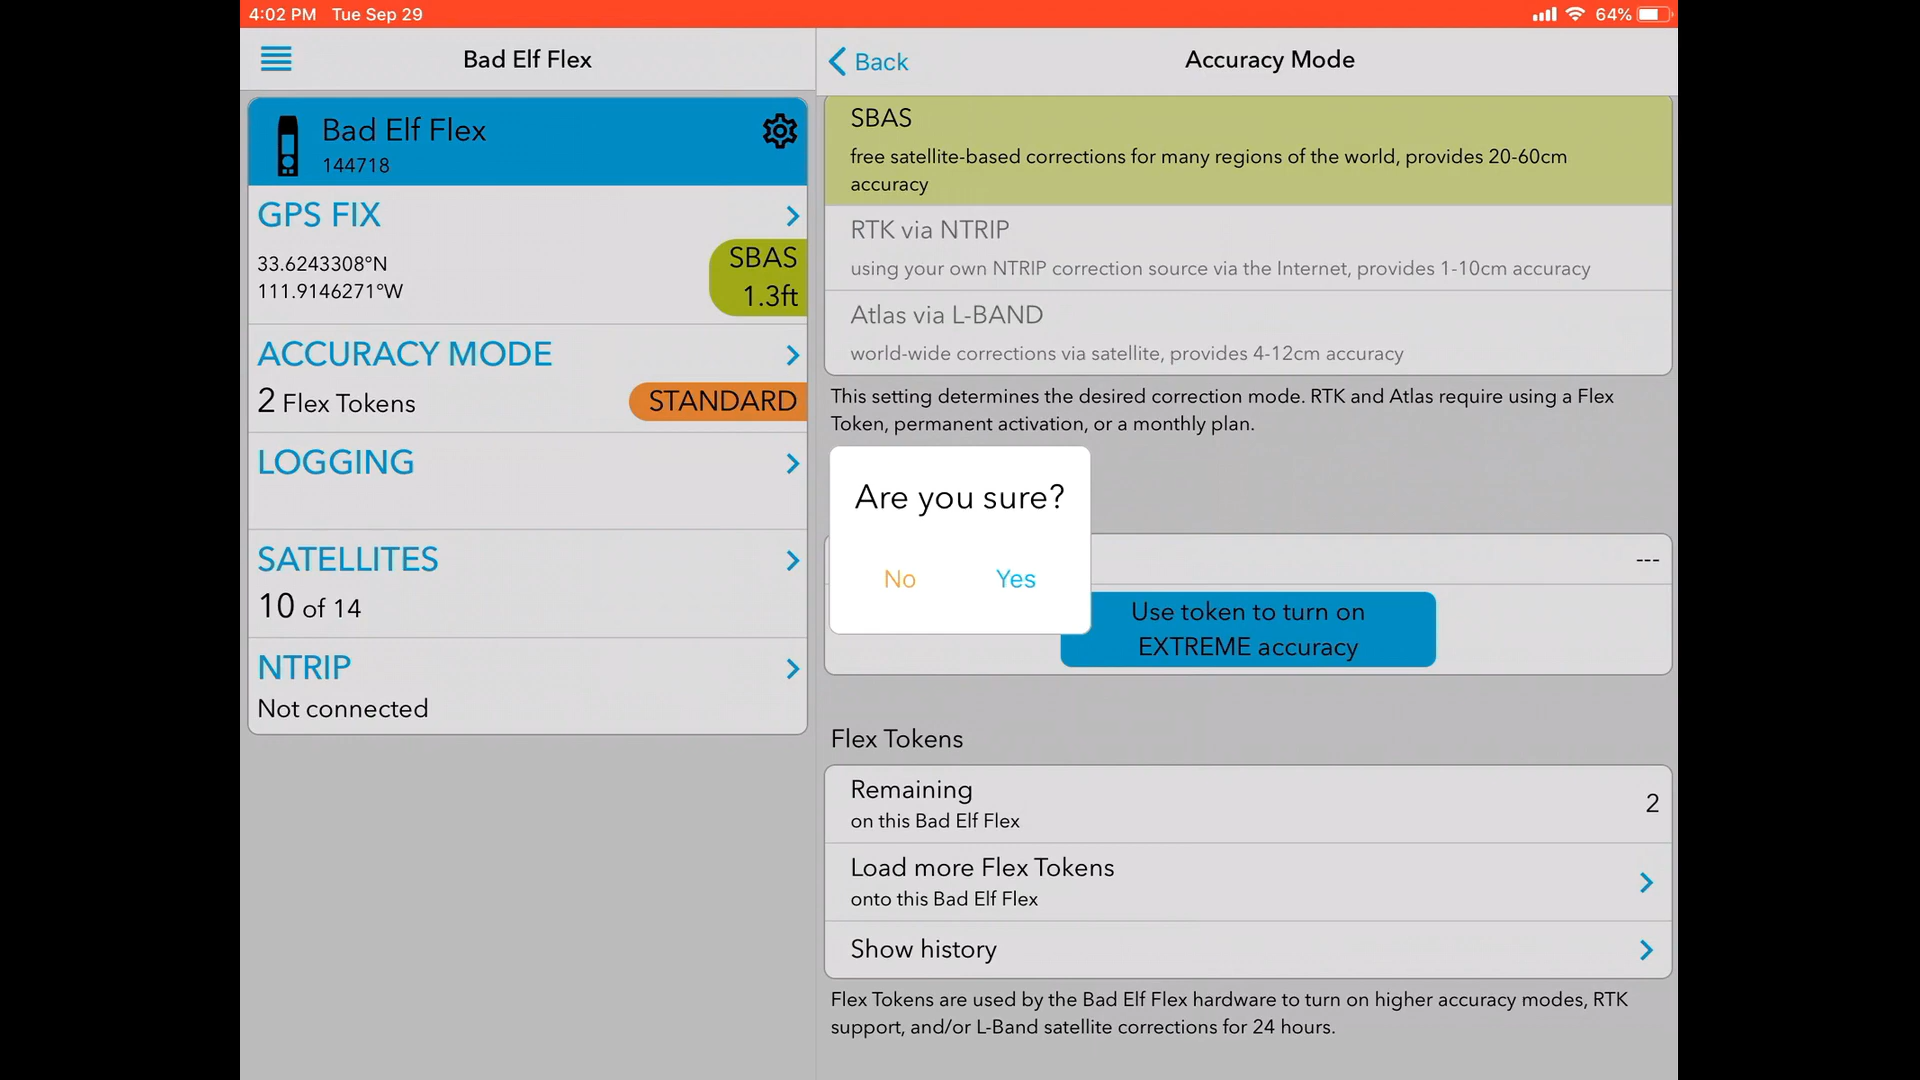 4:02 PM Tue Sep 29
64%
Bad Elf Flex
Back
Accuracy Mode
Bad Elf Flex
144718
GPS FIX
33.6243308°N
111.9146271°W
SBAS
1.3ft
ACCURACY MODE
2 Flex Tokens
STANDARD
LOGGING
SATELLITES
10 of 14
NTRIP
Not connected
SBAS
free satellite-based corrections for many regions of the world, provides 20-60cm
accuracy
RTK via NTRIP
using your own NTRIP correction source via the Internet, provides 1-10cm accuracy
Atlas via L-BAND
world-wide corrections via satellite, provides 4-12cm accuracy
This setting determines the desired correction mode. RTK and Atlas require using a Flex
Token, permanent activation, or a monthly plan.
Are you sure?
No Yes
---
Use token to turn on
EXTREME accuracy
Flex Tokens
Remaining
on this Bad Elf Flex
2
Load more Flex Tokens
onto this Bad Elf Flex
Show history
Flex Tokens are used by the Bad Elf Flex hardware to turn on higher accuracy modes, RTK
support, and/or L-Band satellite corrections for 24 hours.